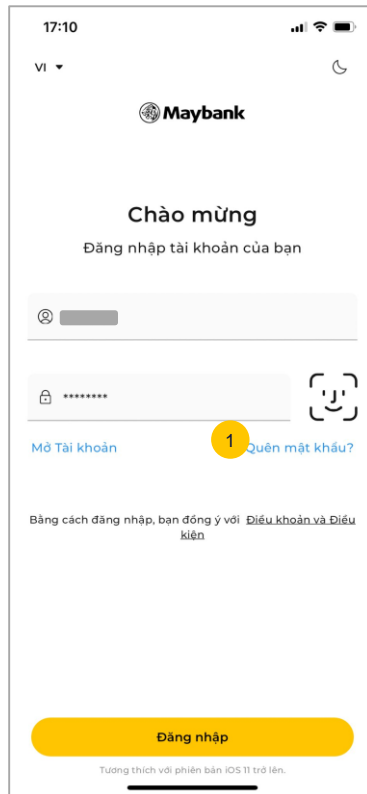 17:10
VI
Maybank
Chào mừng
Đăng nhập tài khoản của bạn
********
Mở Tài khoản
1
Quên mật khẩu?
Bằng cách đăng nhập, bạn đồng ý với Điều khoản và Điều
kiện
Đăng nhập
Tương thích với phiên bản iOS 11 trở lên.